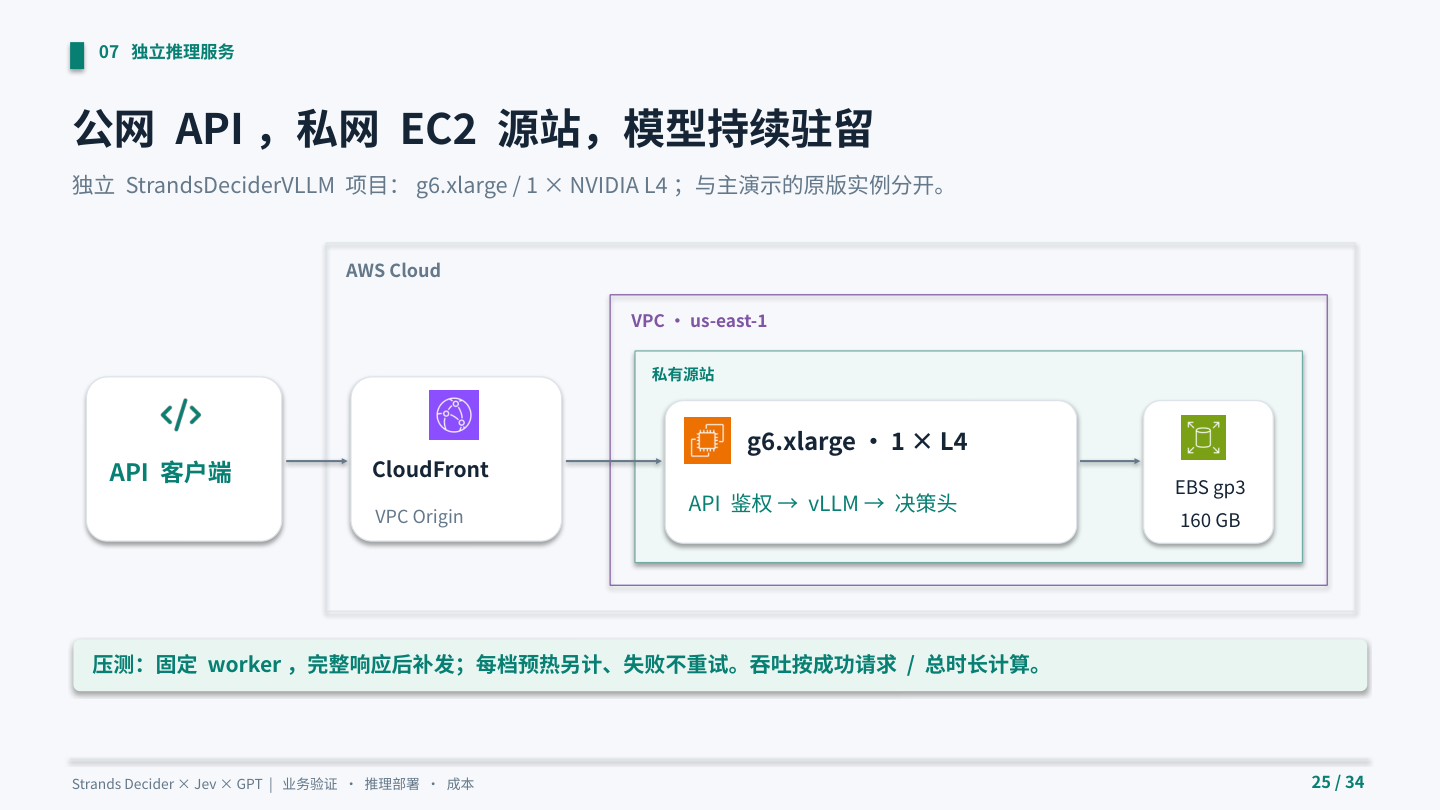 07 独立推理服务
公网 API ，私网 EC2 源站，模型持续驻留
独立 StrandsDeciderVLLM 项目： g6.xlarge / 1 × NVIDIA L4 ；与主演示的原版实例分开。
AWS Cloud
VPC · us-east-1
私有源站
</>
API 客户端
CloudFront
VPC Origin
g6.xlarge · 1 × L4
API 鉴权 → vLLM → 决策头
EBS gp3
160 GB
压测：固定 worker ，完整响应后补发；每档预热另计、失败不重试。吞吐按成功请求 / 总时长计算。
Strands Decider × Jev × GPT | 业务验证 · 推理部署 · 成本
25 / 34